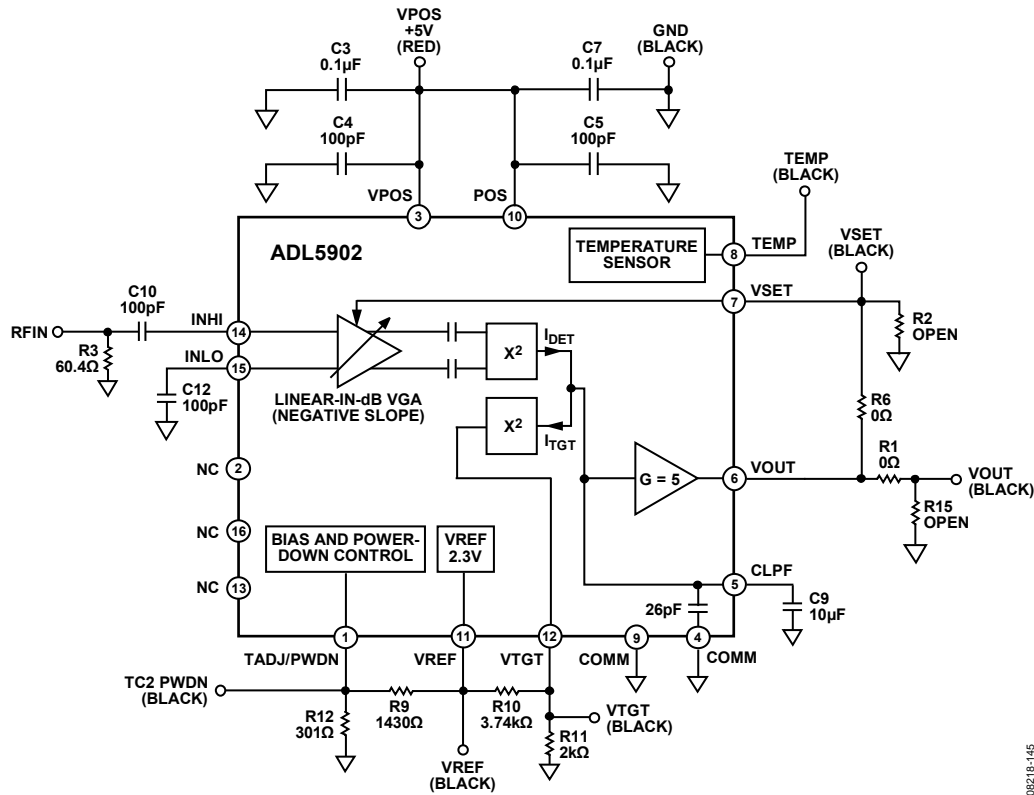 VPOS
+5V
(RED)
GND
(BLACK)
C3
0.1µF
C7
0.1µF
C4
100pF
C5
100pF
TEMP
(BLACK)
VPOS
POS
3
10
ADL5902
TEMPERATURE
SENSOR
8
TEMP
VSET
(BLACK)
7
VSET
C10
100pF
RFIN
INHI
14
R3
60.4Ω
INLO
15
C12
100pF
LINEAR-IN-dB VGA
(NEGATIVE SLOPE)
X2
IDET
X2
ITGT
R2
OPEN
R6
0Ω
R1
0Ω
G = 5
6
VOUT
VOUT
(BLACK)
R15
OPEN
NC
2
NC
16
NC
13
BIAS AND POWER-
DOWN CONTROL
VREF
2.3V
26pF
5
CLPF
C9
10µF
1
11
12
9
4
TADJ/PWDN
VREF
VTGT
COMM
COMM
TC2 PWDN
(BLACK)
R9
1430Ω
R10
3.74kΩ
R12
301Ω
VREF
(BLACK)
R11
2kΩ
VTGT
(BLACK)
08218-145